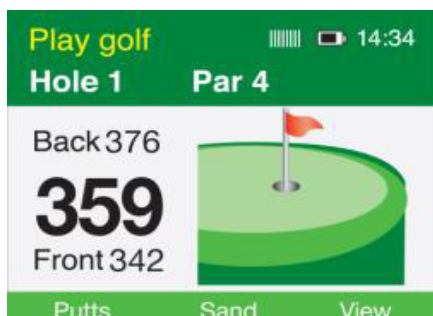 Play golf 14:34
Hole 1 Par 4
Back 376
359
Front 342
Putts Sand View